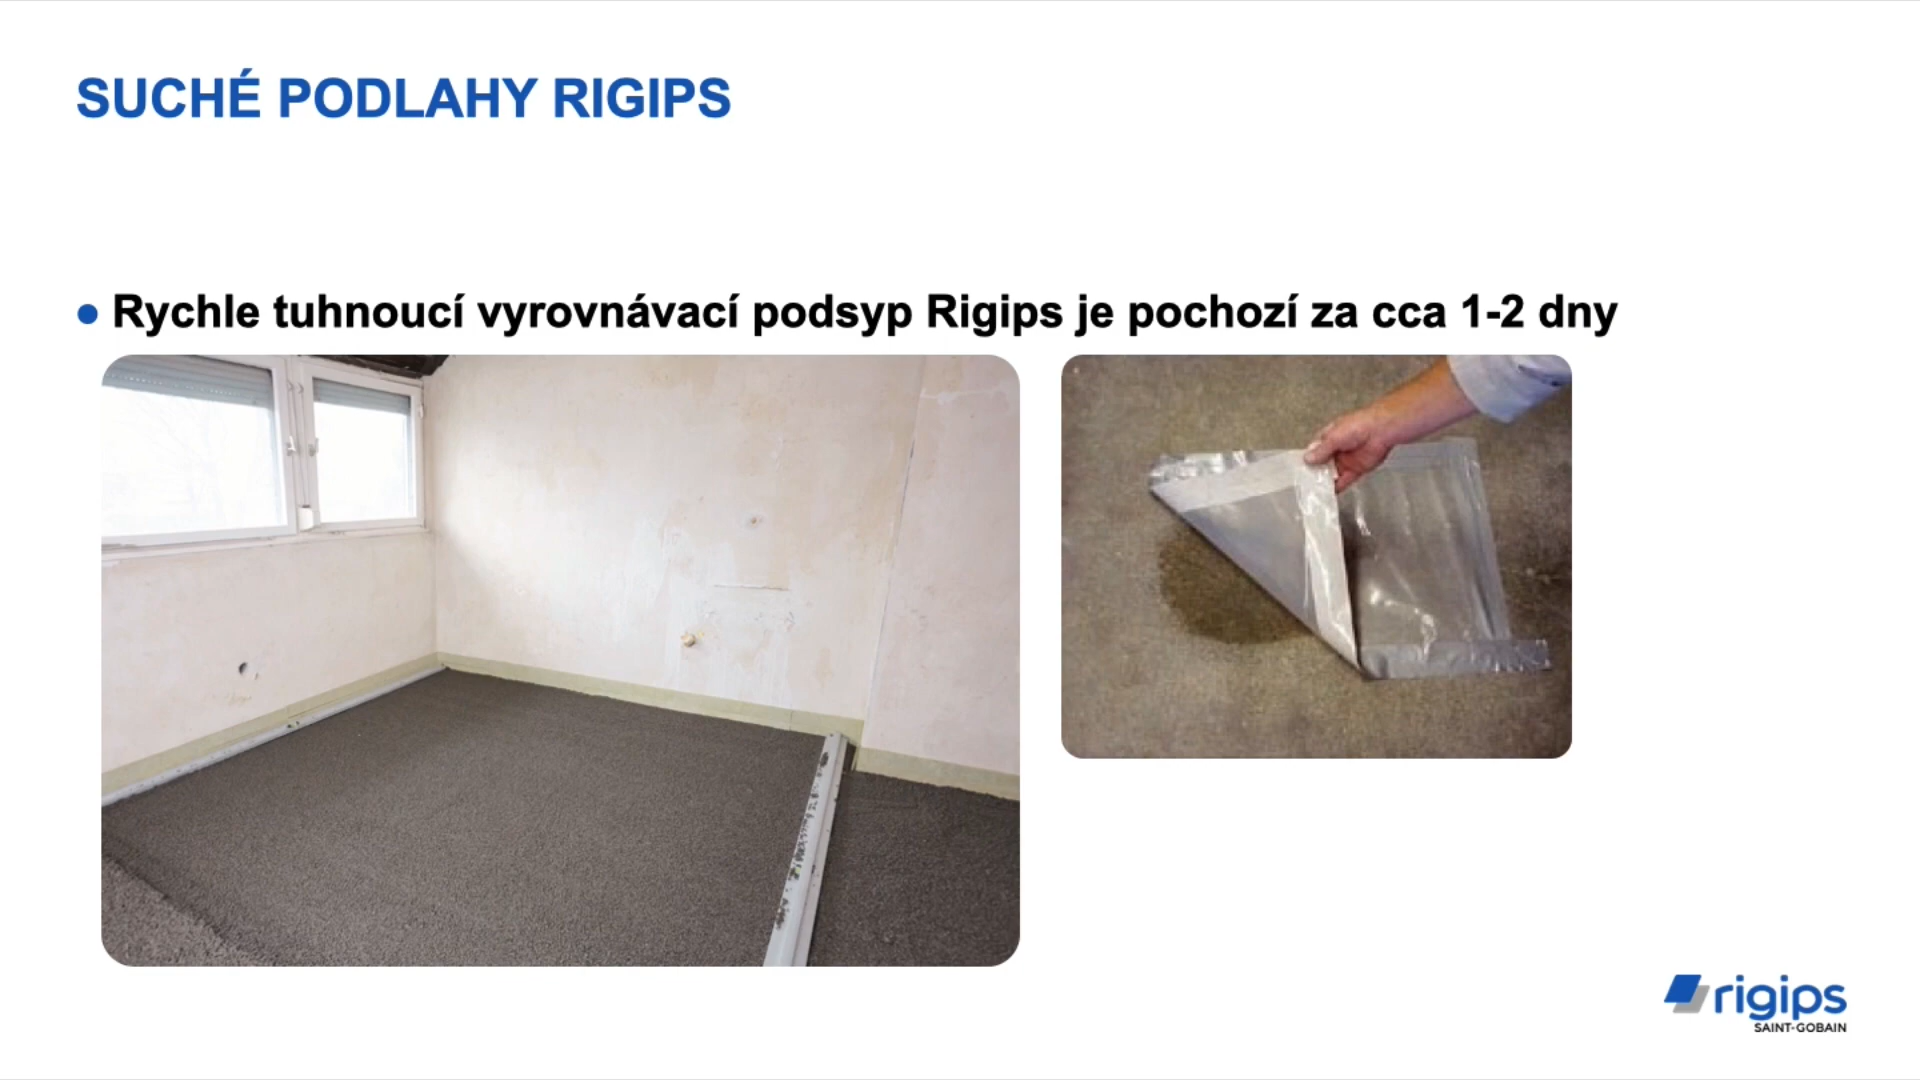 SUCHÉ PODLAHY RIGIPS
Rychle tuhnoucí vyrovnávací podsyp Rigips je pochozí za cca 1-2 dny
rigips
SAINT-GOBAIN